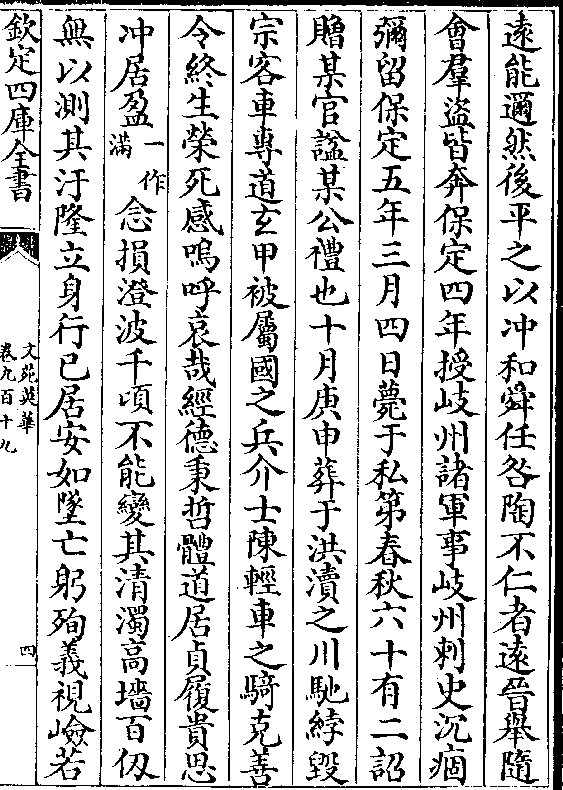 逺能邇然後平之以冲和舜任咎陶不仁者逺晉舉隨
㑹羣盜皆奔保定四年授岐州諸軍事岐州刺史沉痼
彌留保定五年三月四日薨于私第春秋六十有二詔
贈某官諡某公禮也十月庚申葬于洪瀆之川馳綍毀
宗客車專道玄甲被屬國之兵介士陳輕車之騎克善
令終生榮死感嗚呼哀哉經德秉哲體道居貞履貴思
冲居盈一作滿念損澄波千頃不能變其清濁髙墻百仭
無以測其汙隆立身行已居安如墜亡躬殉義視嶮若
欽定四庫全書
文苑英華
卷九百十九
四